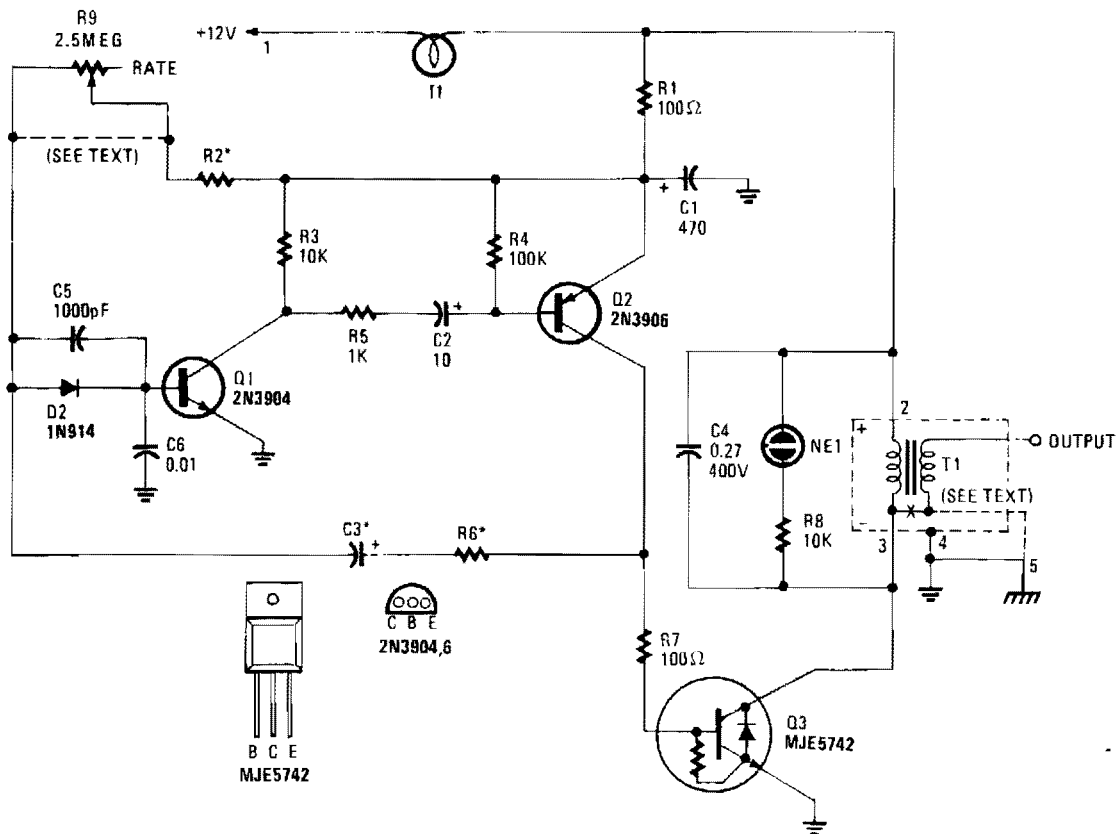 R9
2.5MEG
RATE
+12V
1
I1
R1
100Ω
(SEE TEXT)
R2*
+
C1
470
R3
10K
R4
100K
C5
1000pF
R5
1K
+
C2
10
Q2
2N3906
Q1
2N3904
D2
1N914
C6
0.01
C4
0.27
400V
NE1
2
+
T1
OUTPUT
(SEE TEXT)
X
R8
10K
3
4
5
C3*
+
R6*
C B E
2N3904,6
R7
100Ω
Q3
MJE5742
B C E
MJE5742